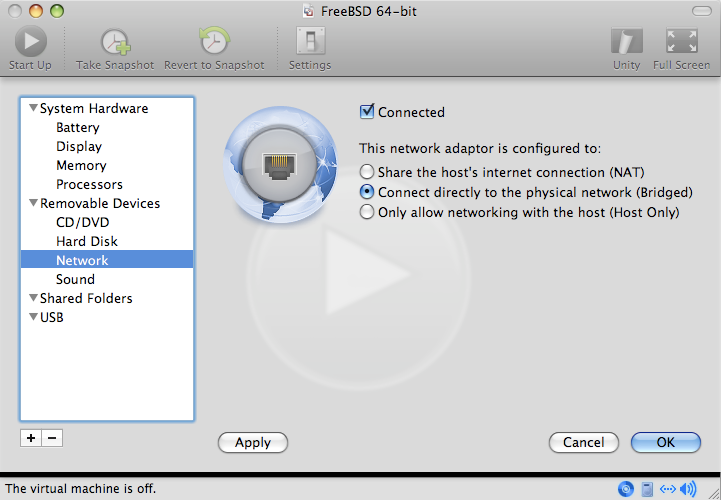 FreeBSD 64-bit
Start Up
Take Snapshot
Revert to Snapshot
Settings
Unity
Full Screen
System Hardware
Battery
Display
Memory
Processors
Removable Devices
CD/DVD
Hard Disk
Network
Sound
Shared Folders
USB
Connected
This network adaptor is configured to:
Share the host's internet connection (NAT)
Connect directly to the physical network (Bridged)
Only allow networking with the host (Host Only)
Apply
Cancel
OK
The virtual machine is off.